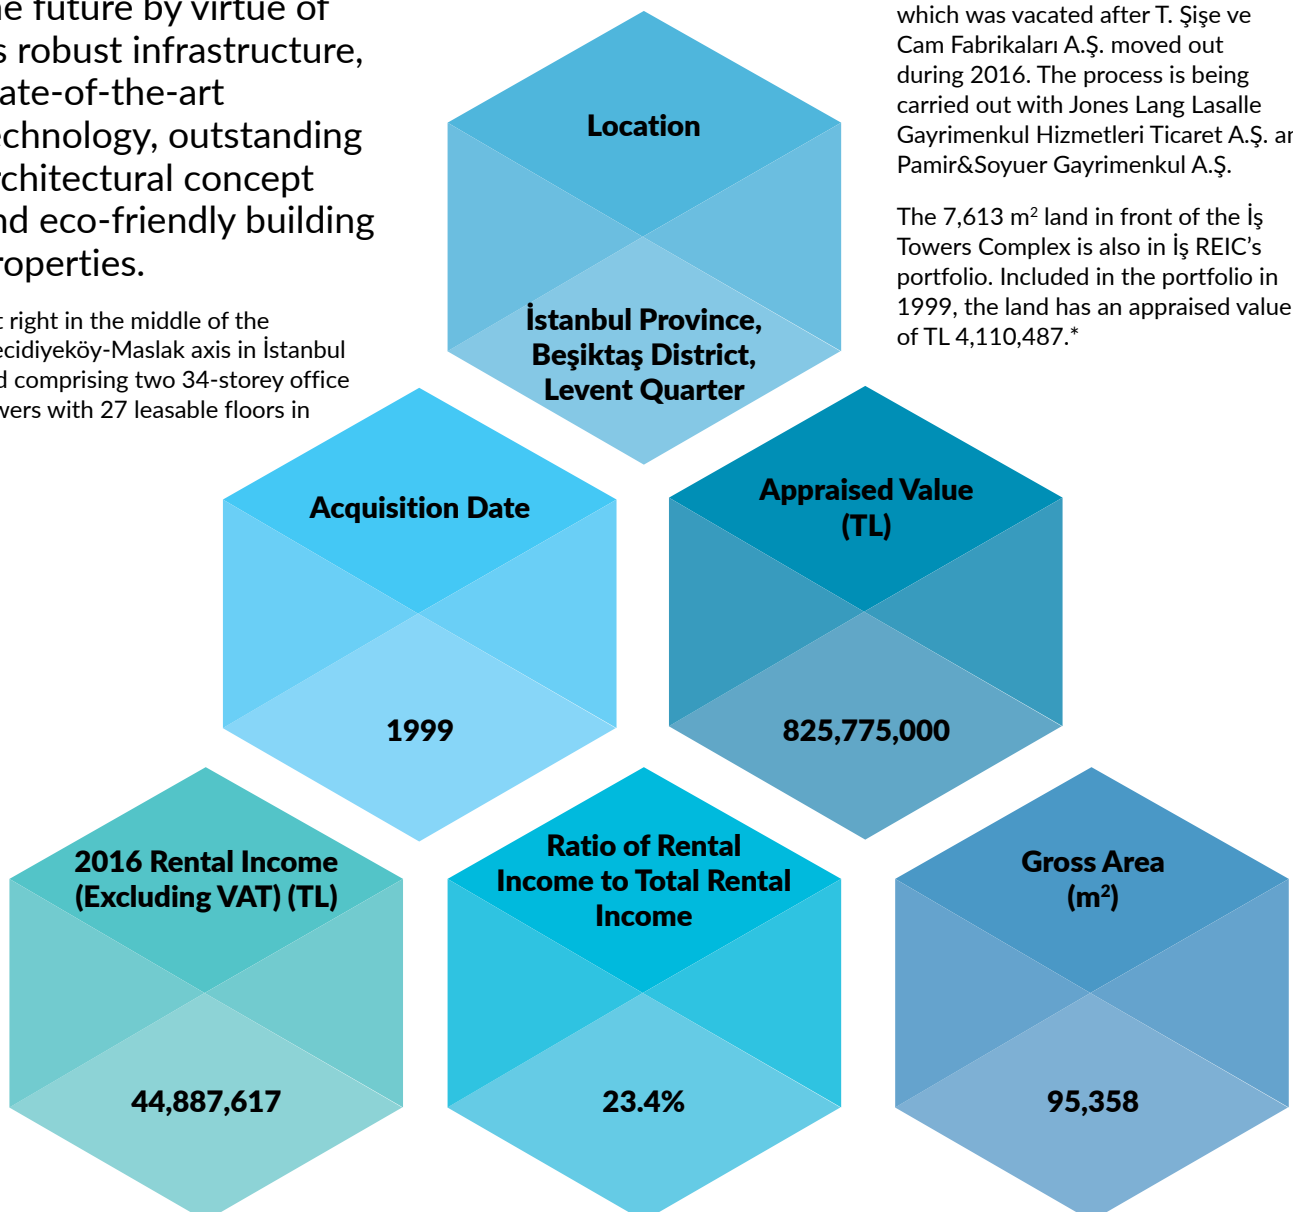 he future by virtue of
s robust infrastructure,
ate-of-the-art
echnology, outstanding
rchitectural concept
nd eco-friendly building
roperties.
t right in the middle of the
ecidiyeköy-Maslak axis in İstanbul
d comprising two 34-storey office
wers with 27 leasable floors in
which was vacated after T. Şişe ve
Cam Fabrikaları A.Ş. moved out
during 2016. The process is being
carried out with Jones Lang Lasalle
Gayrimenkul Hizmetleri Ticaret A.Ş. an
Pamir&Soyuer Gayrimenkul A.Ş.
The 7,613 m² land in front of the İş
Towers Complex is also in İş REIC’s
portfolio. Included in the portfolio in
1999, the land has an appraised value
of TL 4,110,487.*
Location
İstanbul Province,
Beşiktaş District,
Levent Quarter
Acquisition Date
1999
Appraised Value
(TL)
825,775,000
2016 Rental Income
(Excluding VAT) (TL)
44,887,617
Ratio of Rental
Income to Total Rental
Income
23.4%
Gross Area
(m²)
95,358